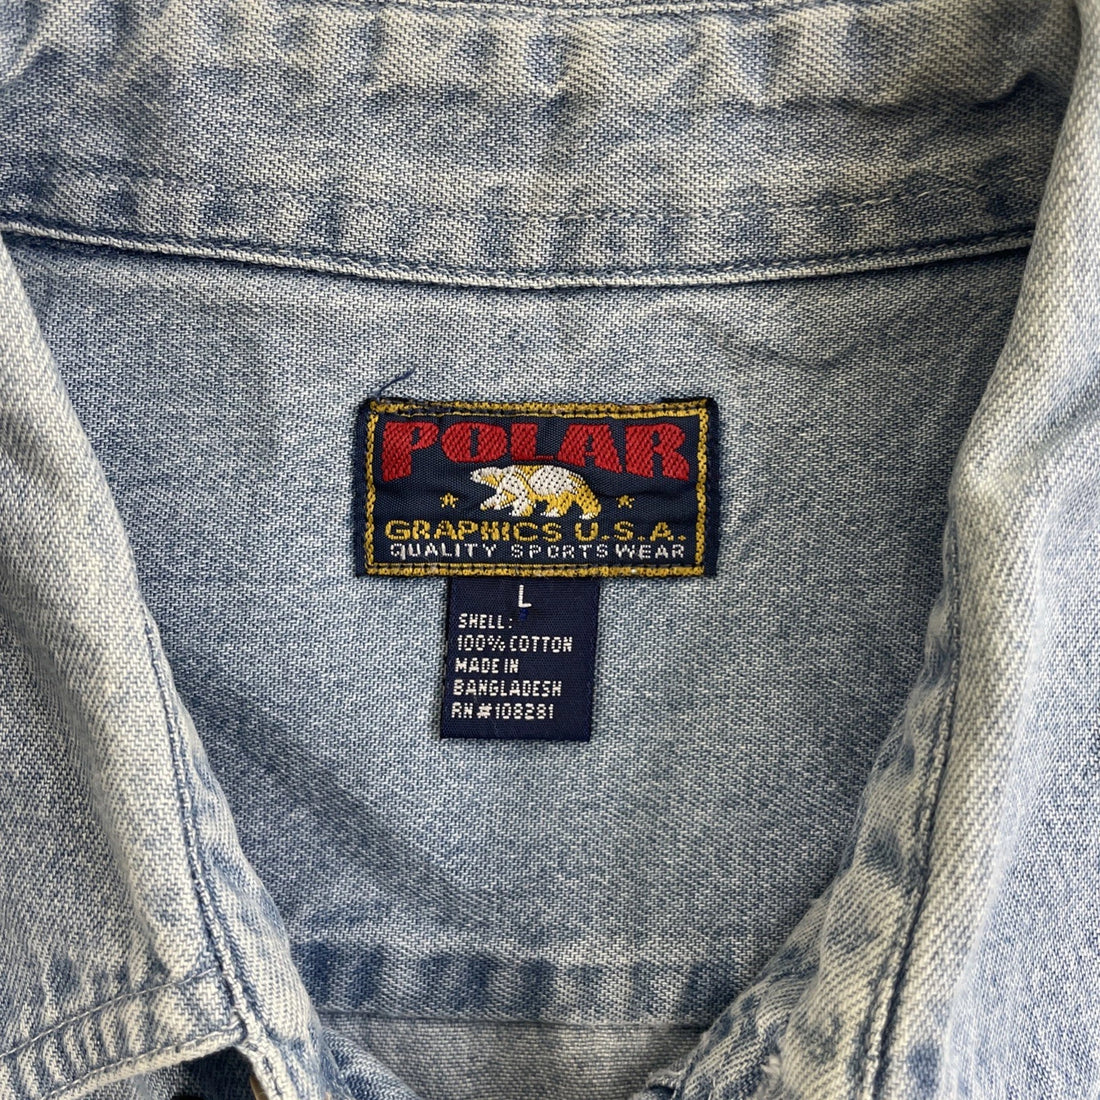 POLAR
GRAPHICS U.S.A.
QUALITY SPORTSWEAR
L
SHELL:
100% COTTON
MADE IN
BANGLADESH
RN#108281